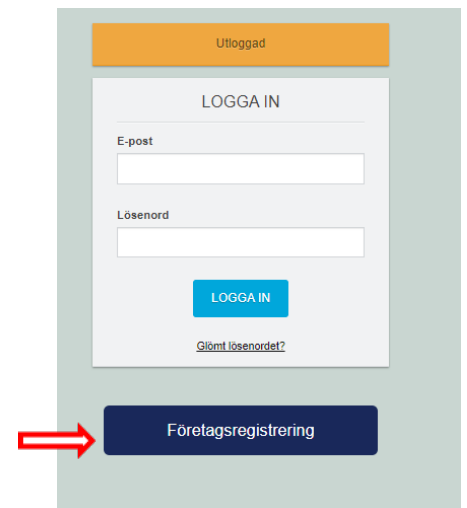 Utloggad
LOGGA IN
E-post
Lösenord
LOGGA IN
Glömt lösenordet?
Företagsregistrering